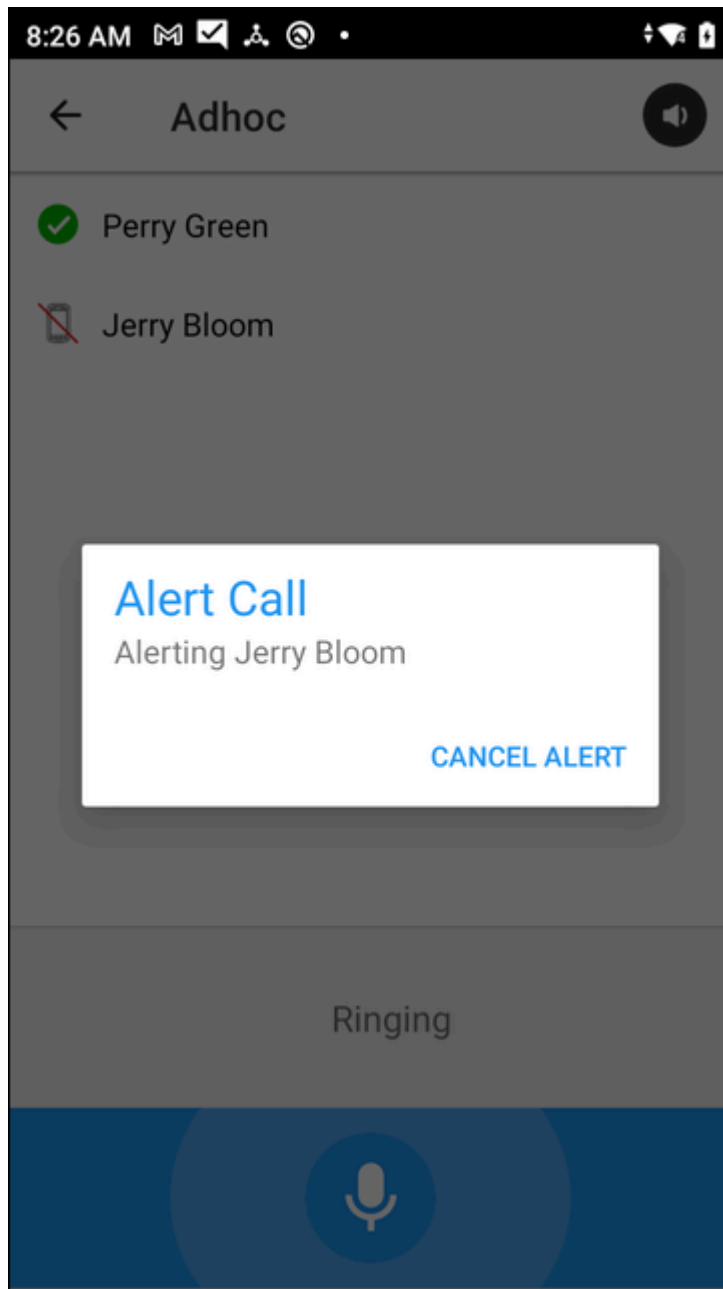 8:26 AM
Adhoc
Perry Green
Jerry Bloom
Alert Call
Alerting Jerry Bloom
CANCEL ALERT
Ringing